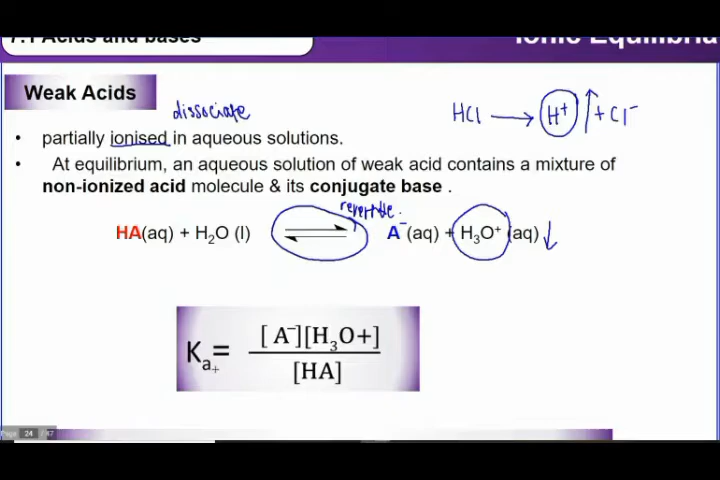 7.1 Acids and bases
Ionic Equilibria
Weak Acids
dissociate
HCl → H⁺ ↑ + Cl⁻
• partially ionised in aqueous solutions.
• At equilibrium, an aqueous solution of weak acid contains a mixture of
non-ionized acid molecule & its conjugate base .
HA(aq) + H₂O (l) ⇌ A⁻(aq) + H₃O⁺ (aq) ↓
Kₐ₊= [ A⁻][H₃O+]
[HA]
Page 24